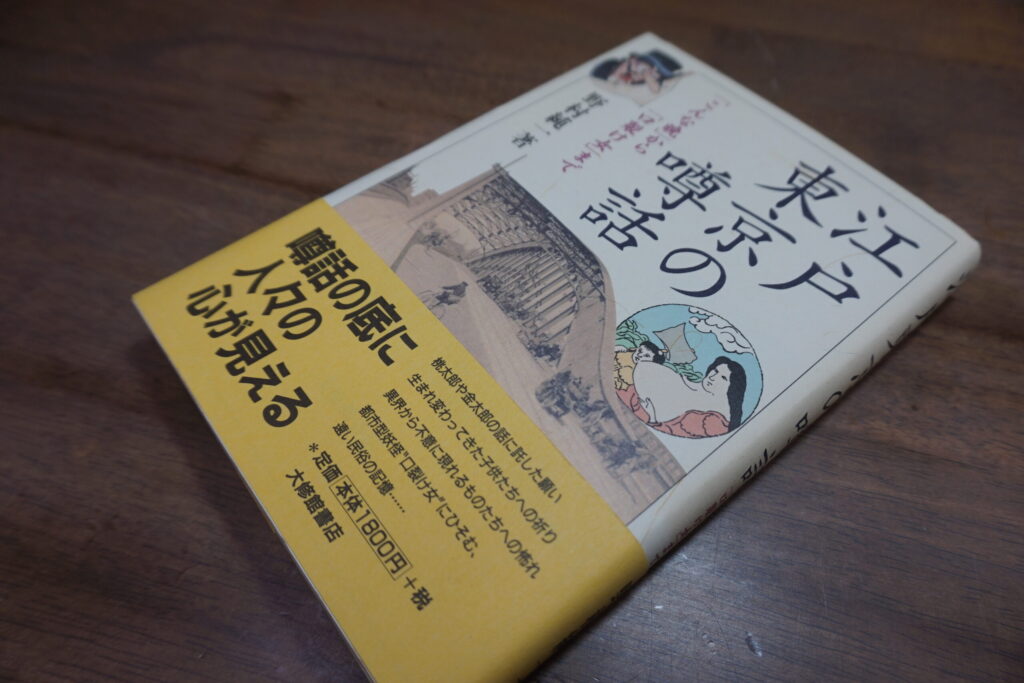 江戸
東京の
噂話
「こんな晩」から
「口裂け女」まで
野村純一 著
噂話の底に
人々の
心が見える
桃太郎や金太郎の話に託した願い
生まれ変わってきた子供たちへの祈り
異界から不意に現れるものたちへの怖れ
都市型妖怪"口裂け女"にひそむ、
遠い民俗の記憶……
*定価 本体1800円 +税
大修館書店